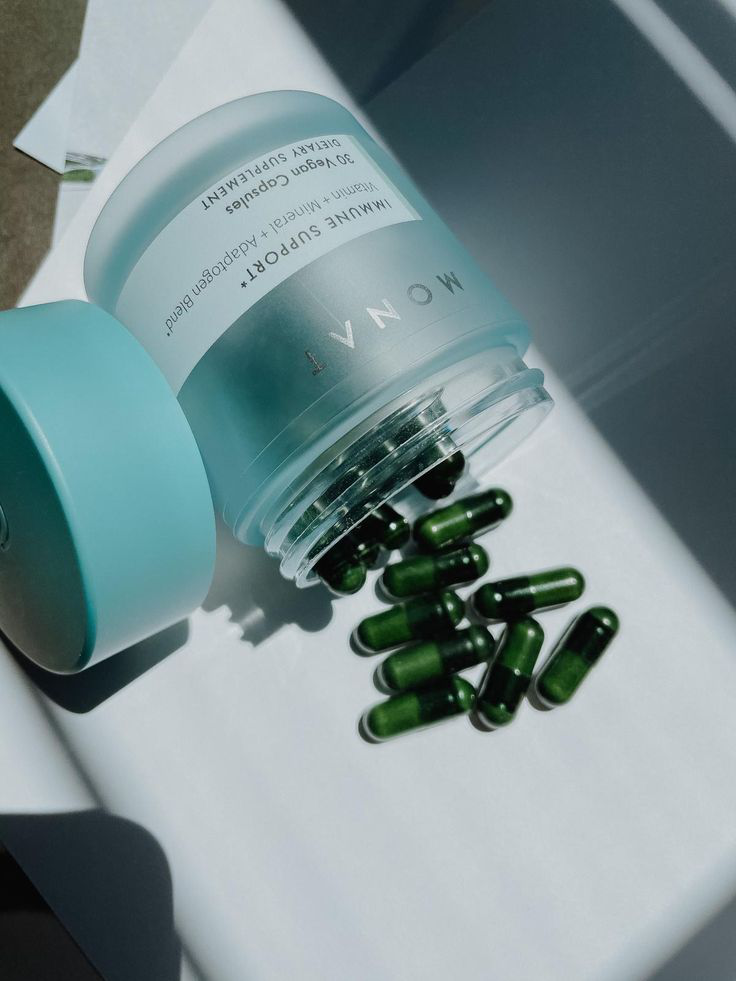 MONAT
IMMUNE SUPPORT*
Vitamin + Mineral + Adaptogen Blend*
30 Vegan Capsules
DIETARY SUPPLEMENT